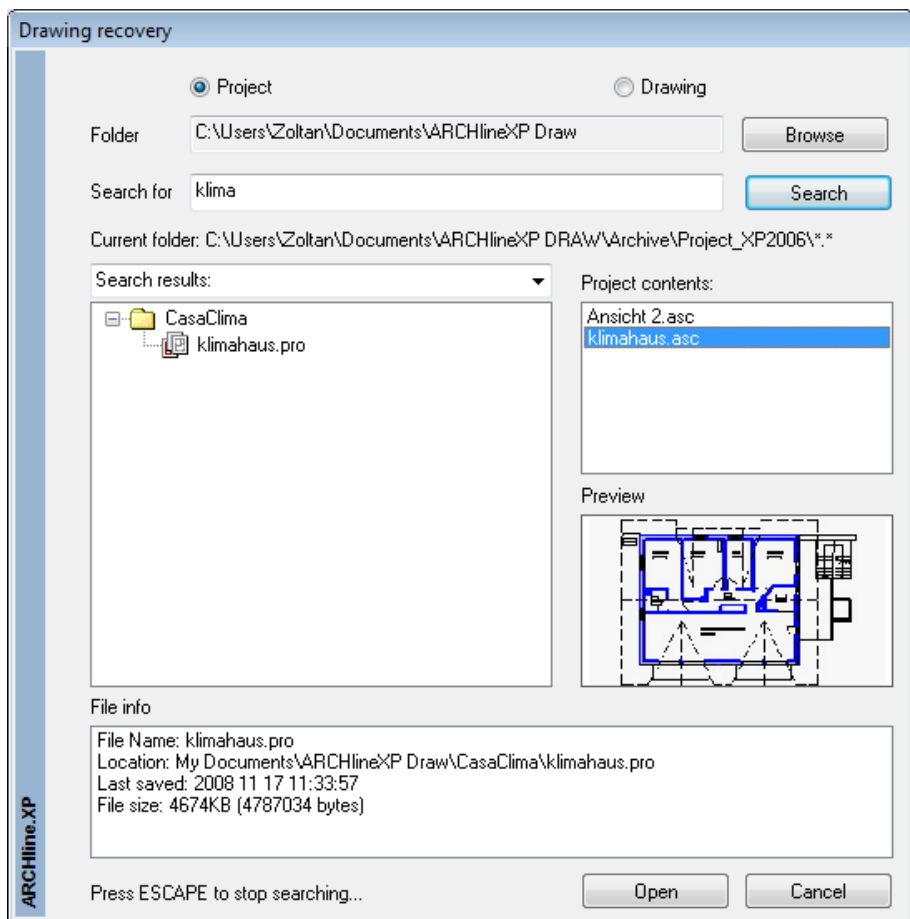 Drawing recovery
Project
Drawing
Folder
C:\Users\Zoltan\Documents\ARCHlineXP Draw
Browse
Search for
klima
Search
Current folder: C:\Users\Zoltan\Documents\ARCHlineXP DRAW\Archive\Project_XP2006\*.*
Search results:
CasaClima
klimahaus.pro
Project contents:
Ansicht 2.asc
klimahaus.asc
Preview
File info
File Name: klimahaus.pro
Location: My Documents\ARCHlineXP Draw\CasaClima\klimahaus.pro
Last saved: 2008 11 17 11:33:57
File size: 4674KB (4787034 bytes)
ARCHline.XP
Press ESCAPE to stop searching...
Open
Cancel